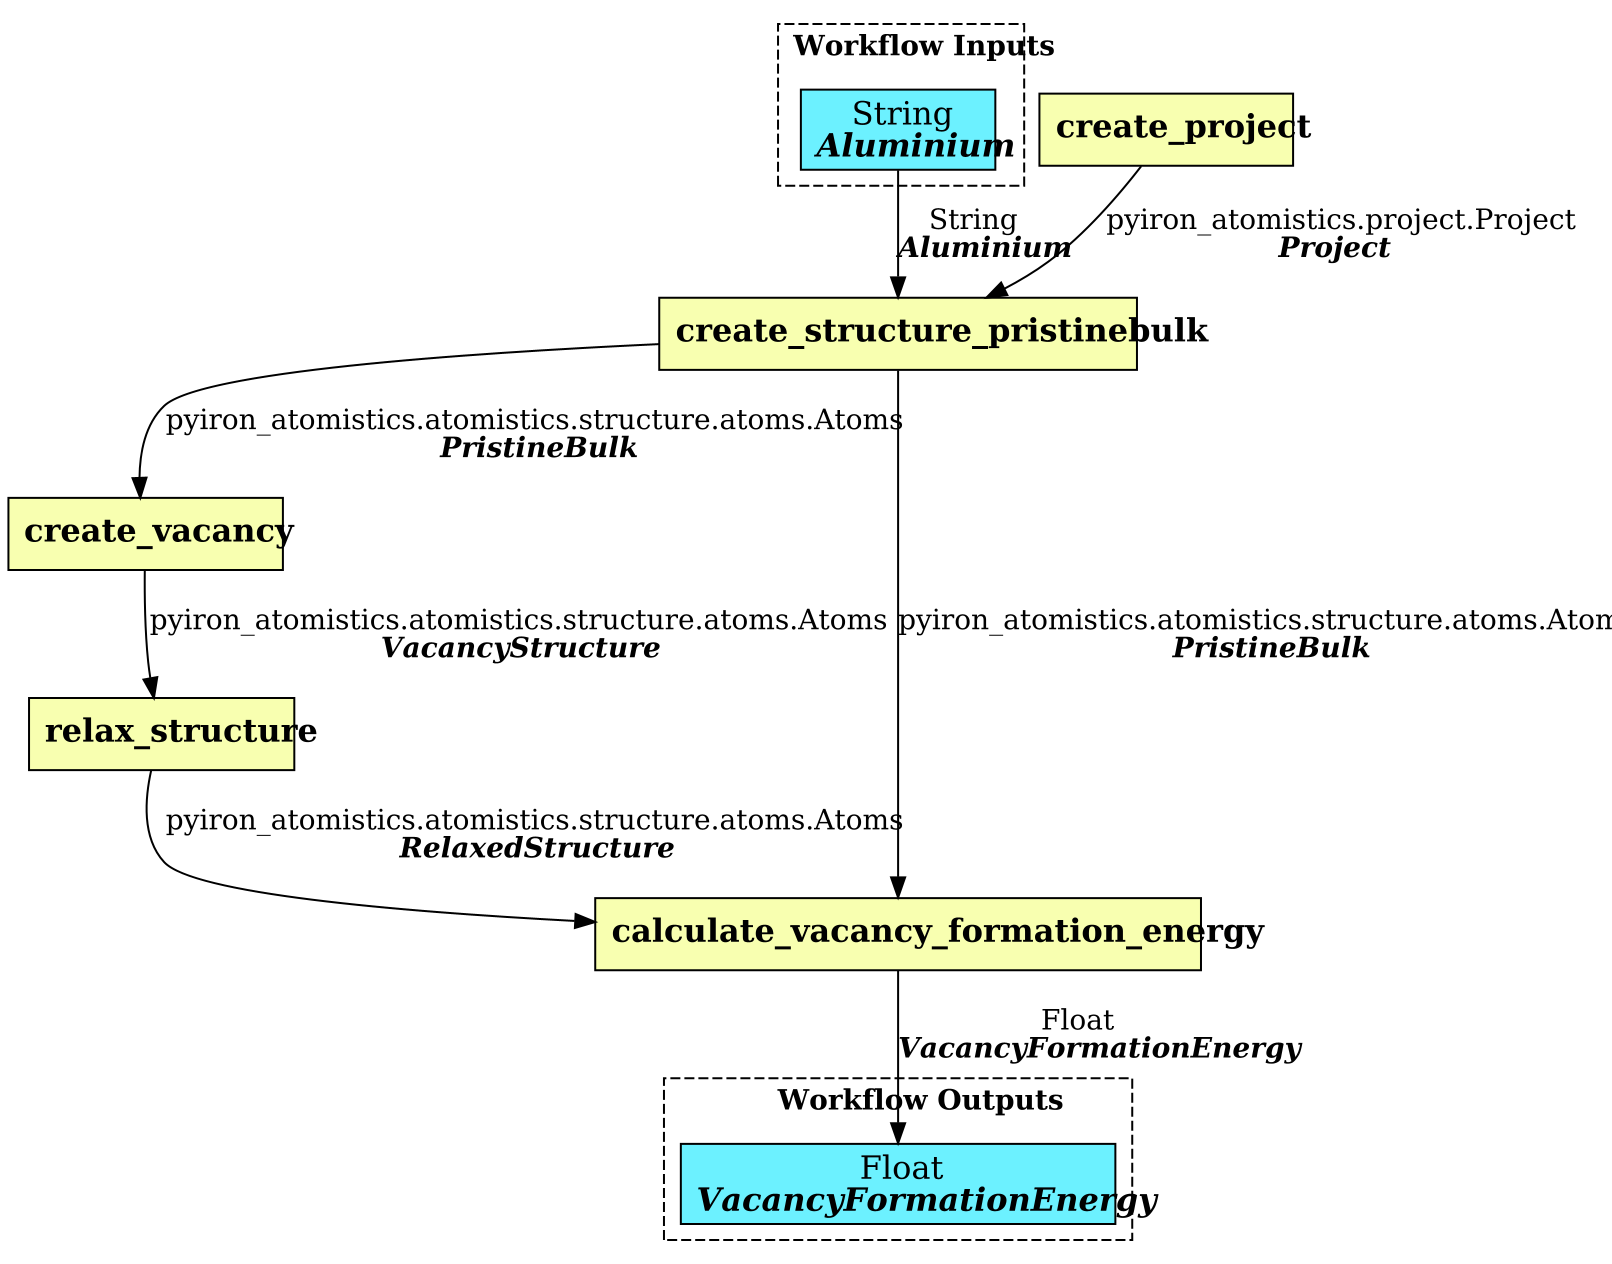 Workflow Inputs
String
Aluminium
create_project
String
Aluminium
pyiron_atomistics.project.Project
Project
create_structure_pristinebulk
pyiron_atomistics.atomistics.structure.atoms.Atoms
PristineBulk
create_vacancy
pyiron_atomistics.atomistics.structure.atoms.Atoms
VacancyStructure
pyiron_atomistics.atomistics.structure.atoms.Atom
PristineBulk
relax_structure
pyiron_atomistics.atomistics.structure.atoms.Atoms
RelaxedStructure
calculate_vacancy_formation_energy
Float
VacancyFormationEnergy
Workflow Outputs
Float
VacancyFormationEnergy